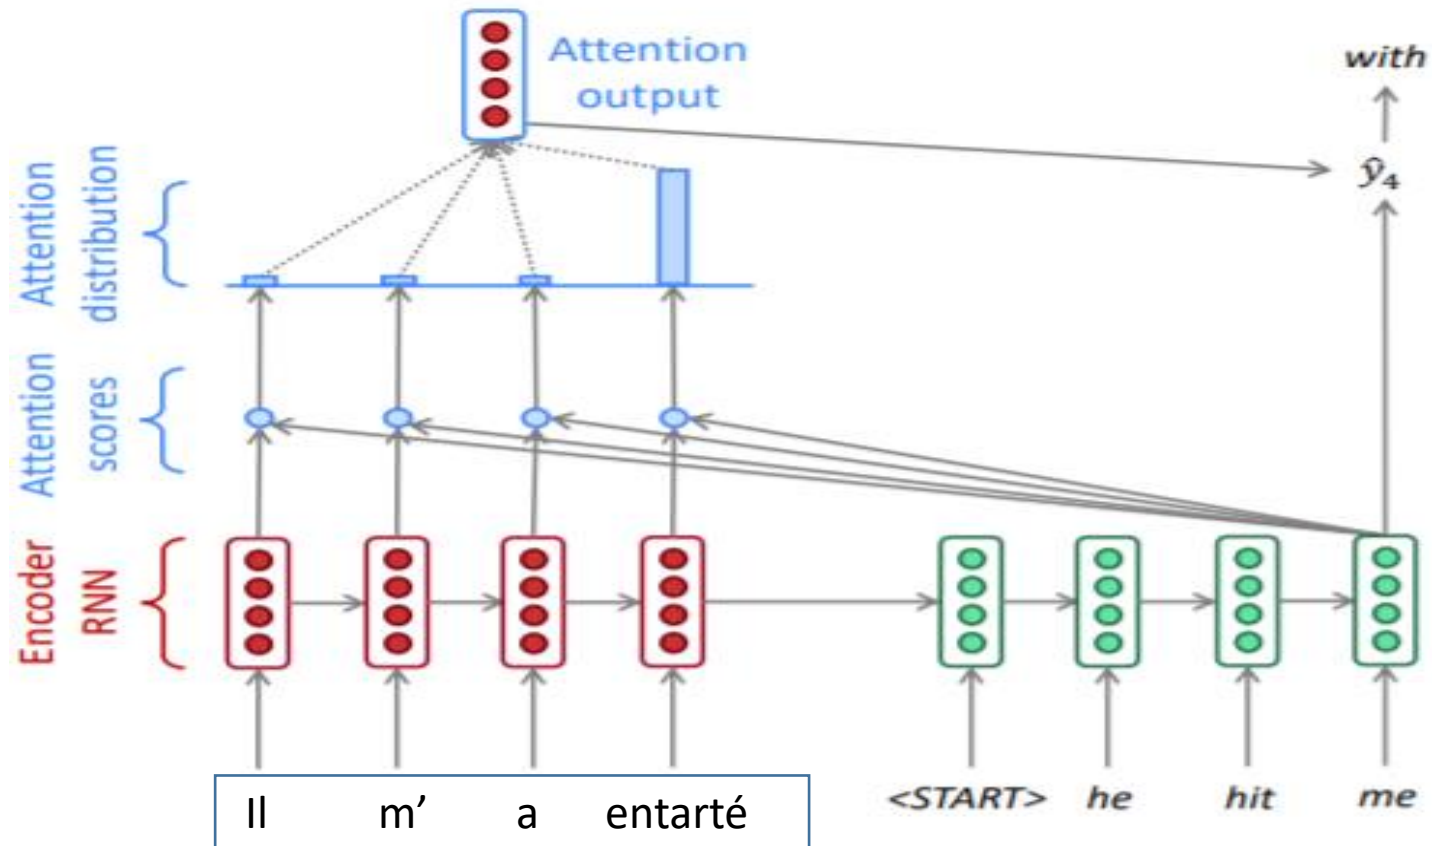 Attention
output
with
ŷ₄
Attention
distribution
Attention
scores
Encoder
RNN
Il m’ a entarté
<START> he hit me